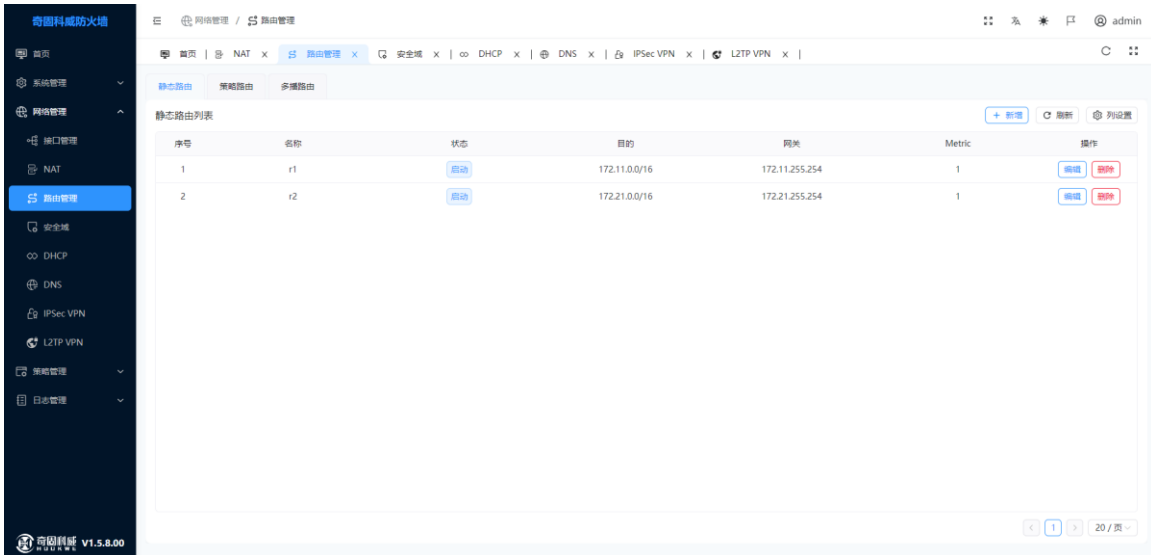 奇固科威防火墙
网络管理 / 路由管理
admin
首页 | NAT x 路由管理 x 安全域 x | DHCP x | DNS x | IPSec VPN x | L2TP VPN x |
首页
系统管理
网络管理
接口管理
NAT
路由管理
安全域
DHCP
DNS
IPSec VPN
L2TP VPN
策略管理
日志管理
奇固科威 V1.5.8.00
HUURWE
静态路由 策略路由 多播路由
静态路由列表
+ 新增 刷新 列设置
序号 名称 状态 目的 网关 Metric 操作
1 r1 启动 172.11.0.0/16 172.11.255.254 1 编辑 删除
2 r2 启动 172.21.0.0/16 172.21.255.254 1 编辑 删除
< 1 > 20 / 页